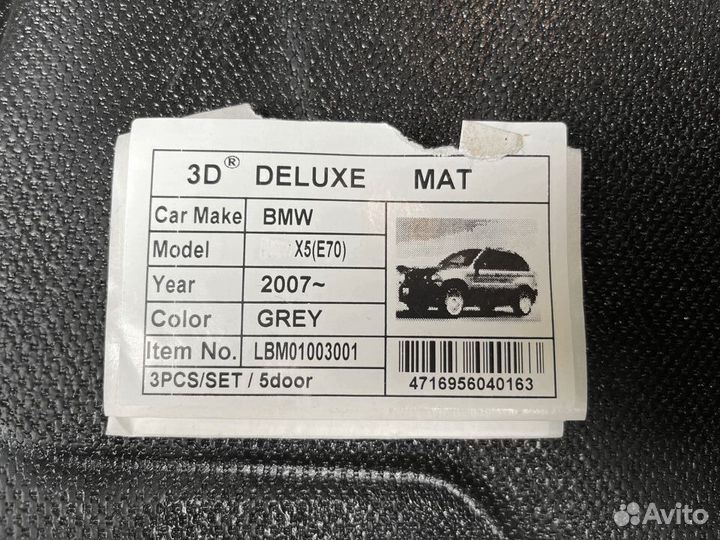 3D® DELUXE MAT
Car Make BMW
Model X5(E70)
Year 2007~
Color GREY
Item No. LBM01003001
3PCS/SET / 5door
4716956040163
Avito